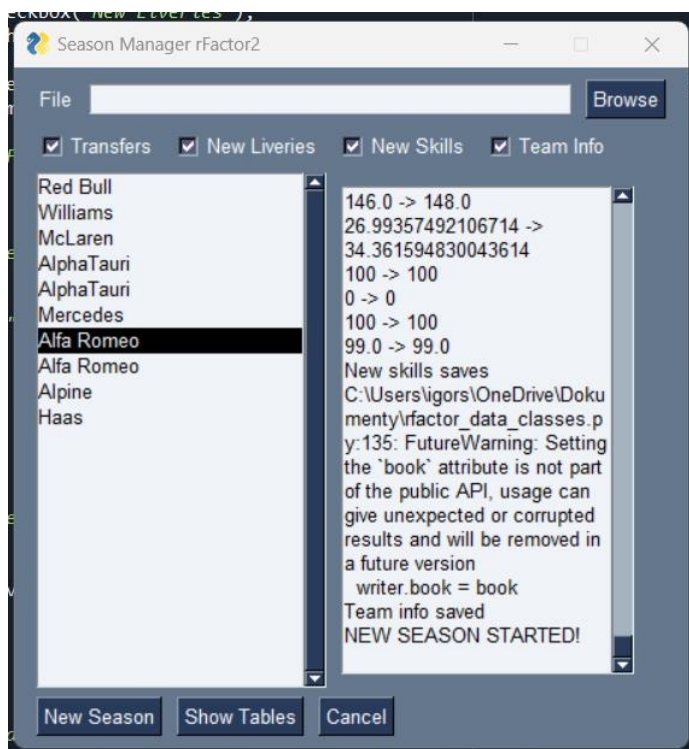 eckbox('New Liveries'),
Season Manager rFactor2
File Browse
Transfers New Liveries New Skills Team Info
Red Bull
Williams
McLaren
AlphaTauri
AlphaTauri
Mercedes
Alfa Romeo
Alfa Romeo
Alpine
Haas
146.0 -> 148.0
26.99357492106714 ->
34.361594830043614
100 -> 100
0 -> 0
100 -> 100
99.0 -> 99.0
New skills saves
C:\Users\igors\OneDrive\Doku
menty\rfactor_data_classes.p
y:135: FutureWarning: Setting
the `book` attribute is not part
of the public API, usage can
give unexpected or corrupted
results and will be removed in
a future version
writer.book = book
Team info saved
NEW SEASON STARTED!
New Season Show Tables Cancel